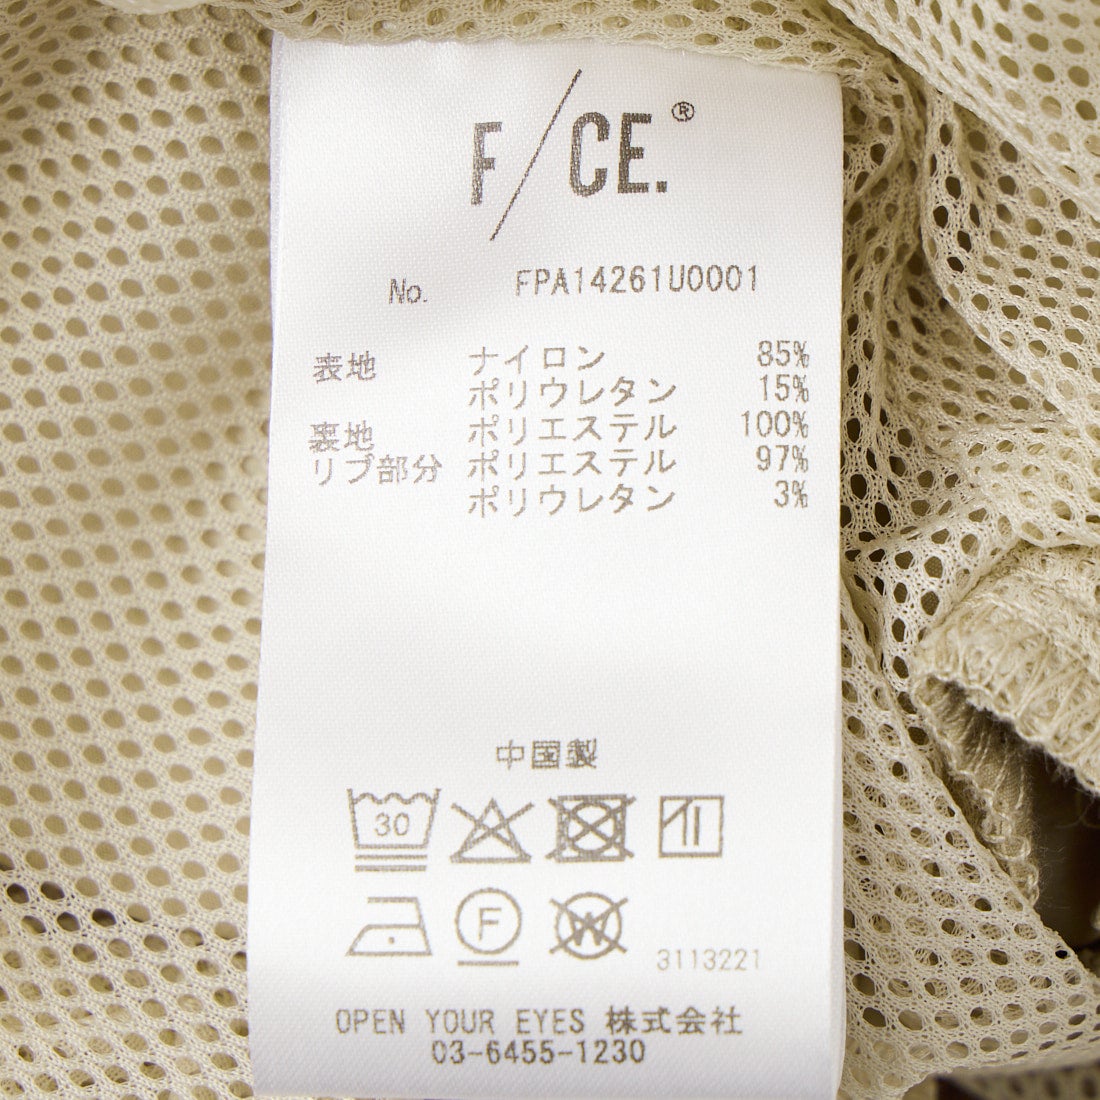 F/CE.®
No. FPA14261U0001
表地 ナイロン 85%
ポリウレタン 15%
裏地 ポリエステル 100%
リブ部分 ポリエステル 97%
ポリウレタン 3%
中国製
30
F W 3113221
OPEN YOUR EYES 株式会社
03-6455-1230